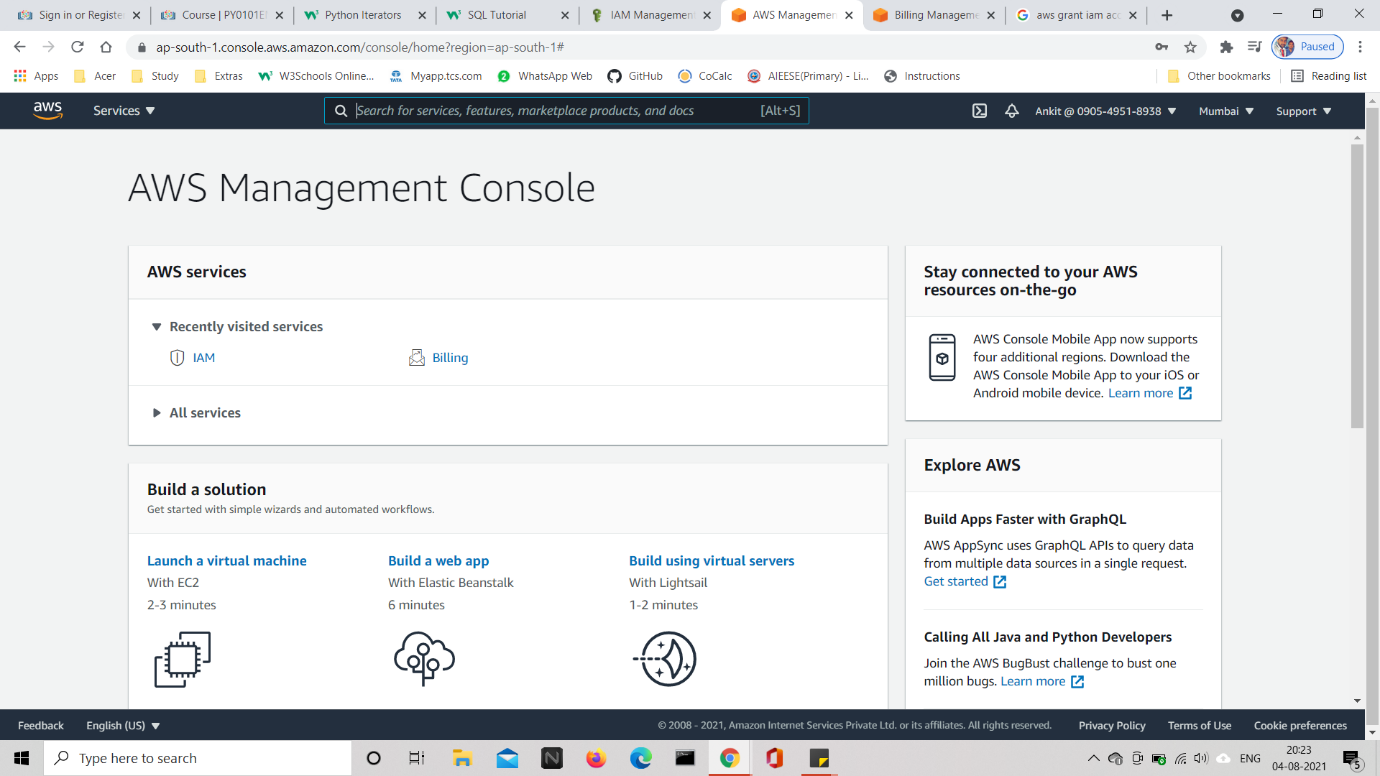 Sign in or Register
Course | PY0101E
Python Iterators
SQL Tutorial
IAM Management
AWS Managemen
Billing Manageme
aws grant iam acc
ap-south-1.console.aws.amazon.com/console/home?region=ap-south-1#
Paused
Apps
Acer
Study
Extras
W3Schools Online...
Myapp.tcs.com
WhatsApp Web
GitHub
CoCalc
AIEESE(Primary) - Li...
Instructions
Other bookmarks
Reading list
aws
Services
Search for services, features, marketplace products, and docs
[Alt+S]
Ankit @ 0905-4951-8938
Mumbai
Support
AWS Management Console
AWS services
Recently visited services
IAM
Billing
All services
Build a solution
Get started with simple wizards and automated workflows.
Launch a virtual machine
With EC2
2-3 minutes
Build a web app
With Elastic Beanstalk
6 minutes
Build using virtual servers
With Lightsail
1-2 minutes
Stay connected to your AWS
resources on-the-go
AWS Console Mobile App now supports
four additional regions. Download the
AWS Console Mobile App to your iOS or
Android mobile device. Learn more
Explore AWS
Build Apps Faster with GraphQL
AWS AppSync uses GraphQL APIs to query data
from multiple data sources in a single request.
Get started
Calling All Java and Python Developers
Join the AWS BugBust challenge to bust one
million bugs. Learn more
Feedback
English (US)
© 2008 - 2021, Amazon Internet Services Private Ltd. or its affiliates. All rights reserved.
Privacy Policy
Terms of Use
Cookie preferences
Type here to search
ENG
20:23
04-08-2021
5